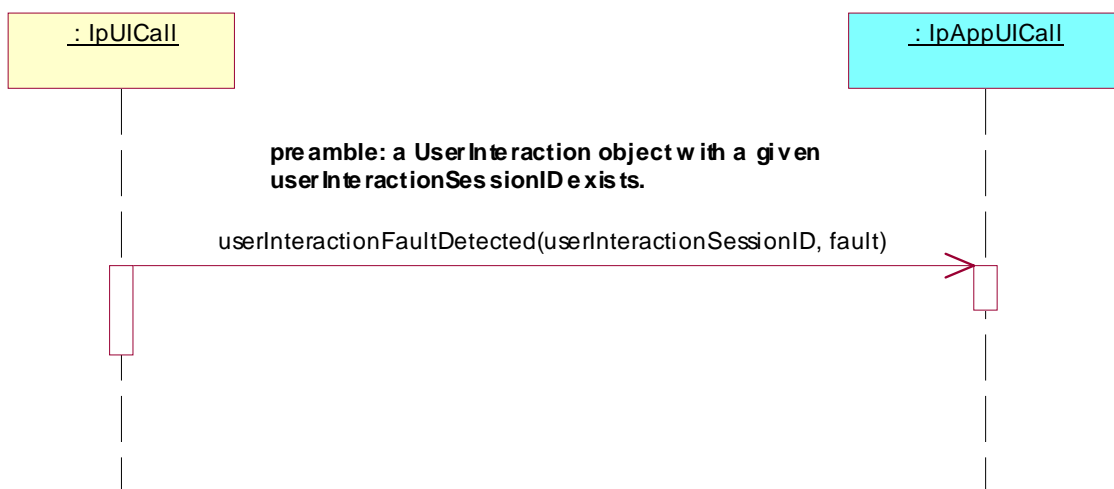 : IpUICall
: IpAppUICall
preamble: a UserInteraction object with a given
userInteractionSessionID exists.
userInteractionFaultDetected(userInteractionSessionID, fault)